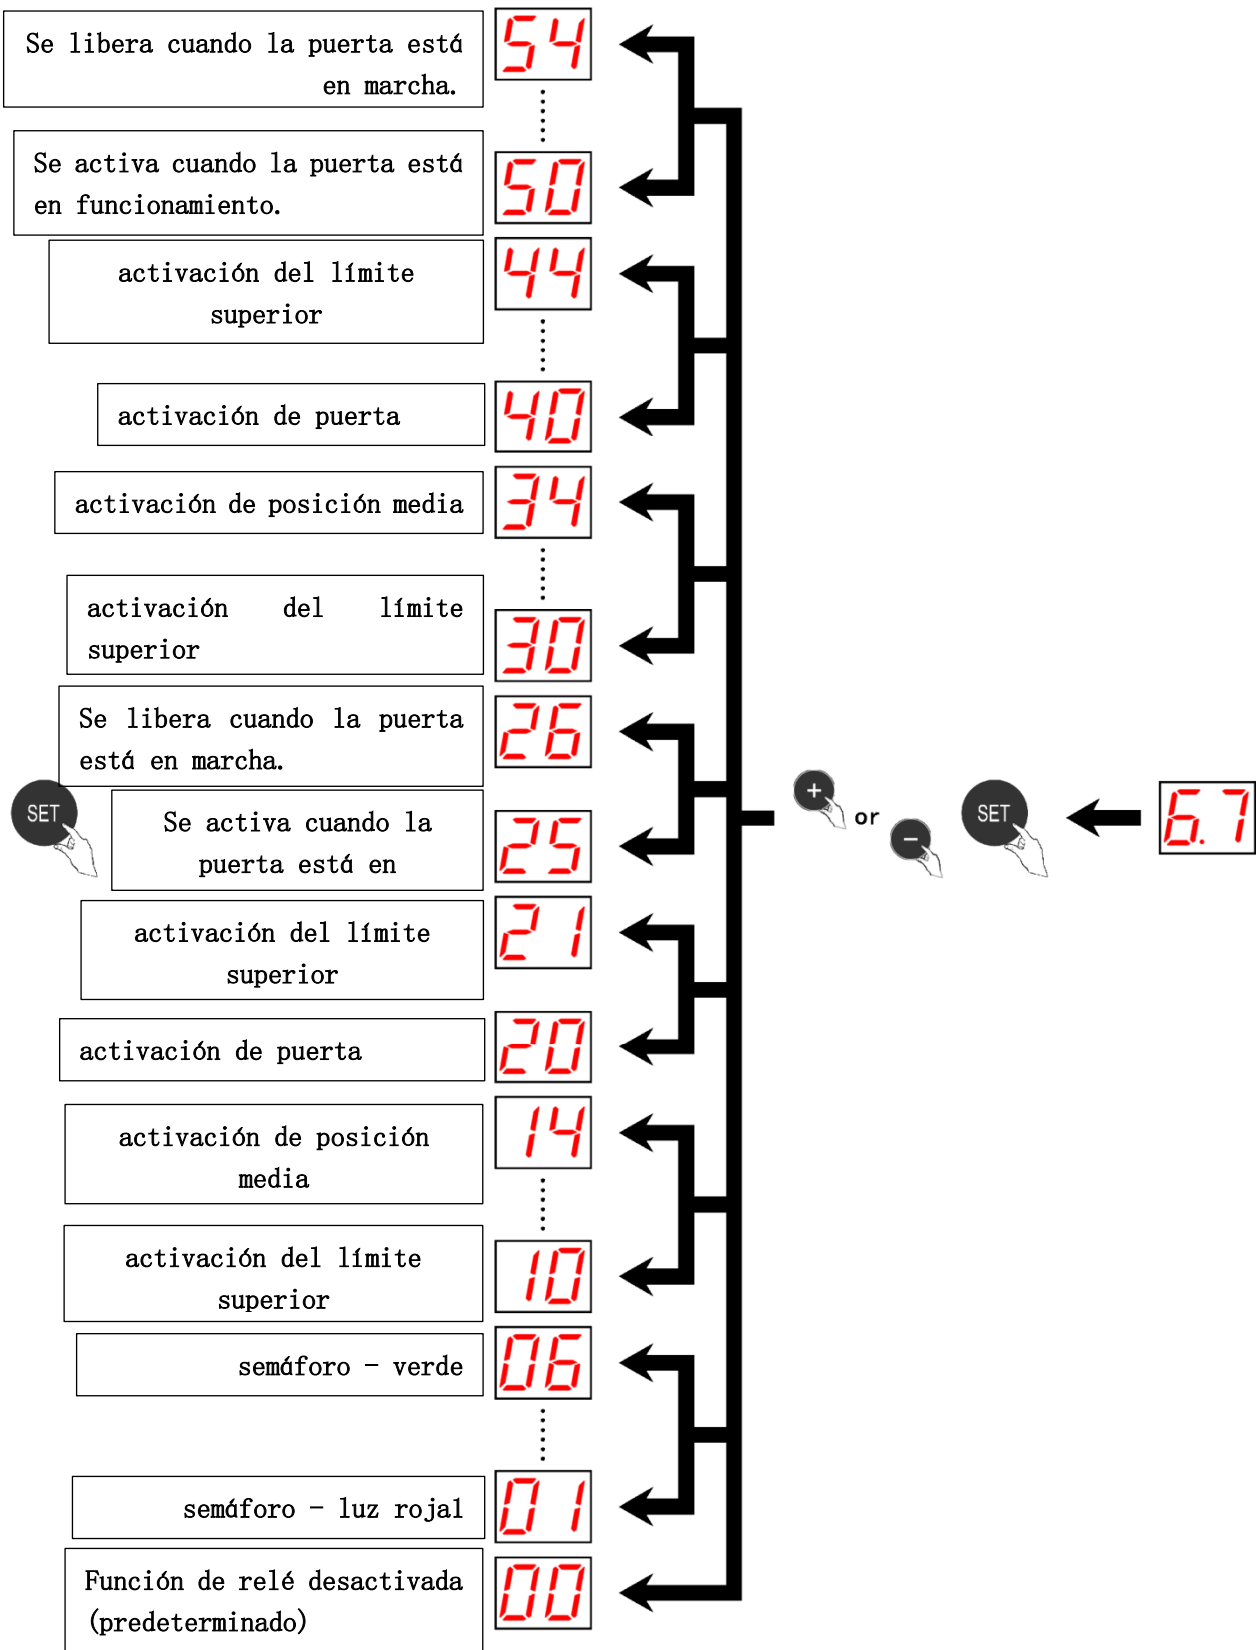 Se libera cuando la puerta está
en marcha.
54
Se activa cuando la puerta está
en funcionamiento.
50
activación del límite
superior
44
activación de puerta
40
activación de posición media
34
activación del límite
superior
30
Se libera cuando la puerta
está en marcha.
26
SET
Se activa cuando la
puerta está en
25
+ or -
SET
6.7
activación del límite
superior
21
activación de puerta
20
activación de posición
media
14
activación del límite
superior
10
semáforo - verde
06
semáforo - luz roja1
01
Función de relé desactivada
(predeterminado)
00